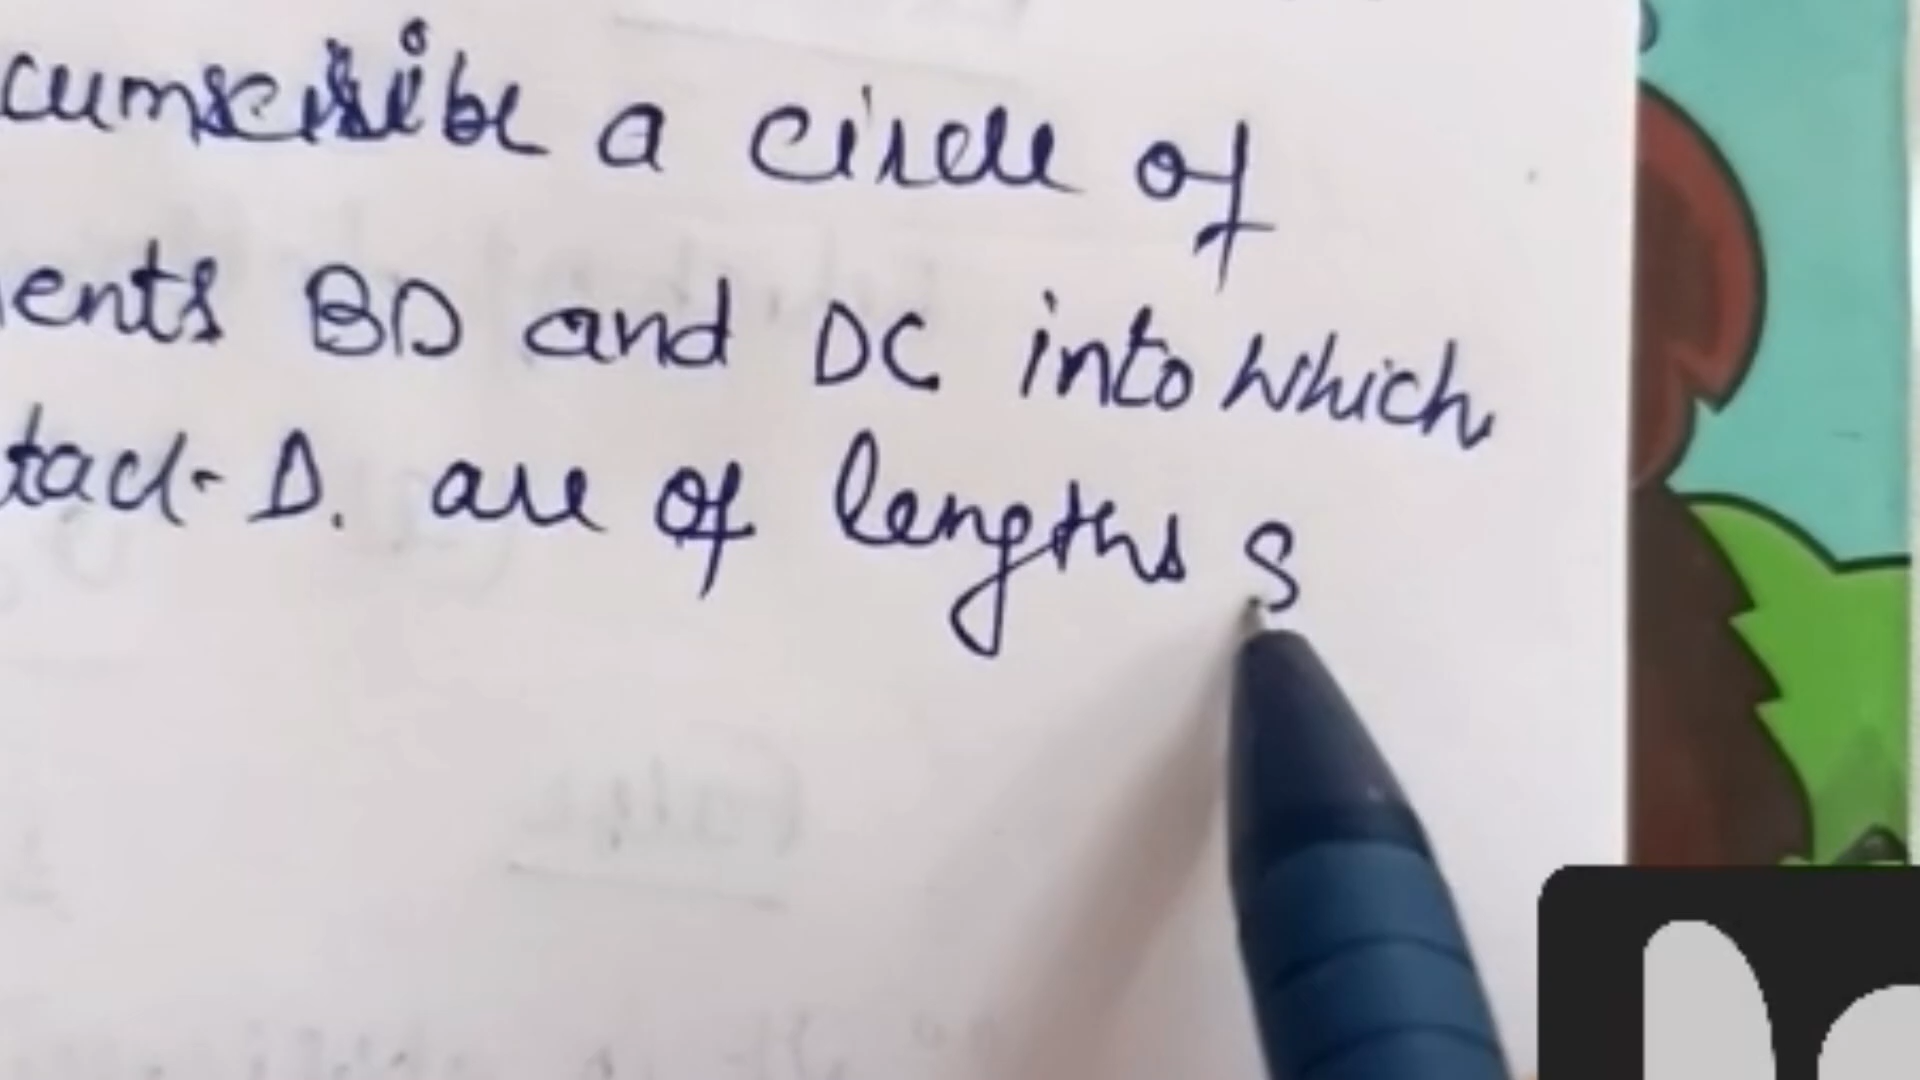 cumscribe a circle of
ents BD and DC into which
tact D. are of lengths 8